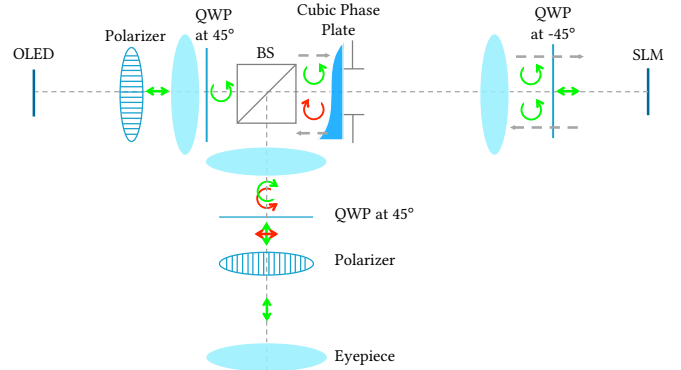 OLED
Polarizer
QWP
at 45°
BS
Cubic Phase
Plate
QWP
at -45°
SLM
QWP at 45°
Polarizer
Eyepiece